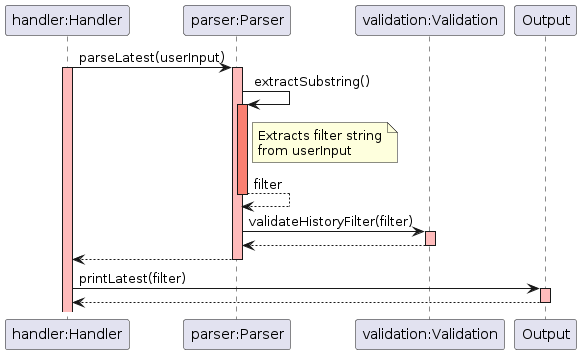 handler:Handler
parser:Parser
validation:Validation
Output
parseLatest(userInput)
extractSubstring()
Extracts filter string
from userInput
filter
validateHistoryFilter(filter)
printLatest(filter)
handler:Handler
parser:Parser
validation:Validation
Output